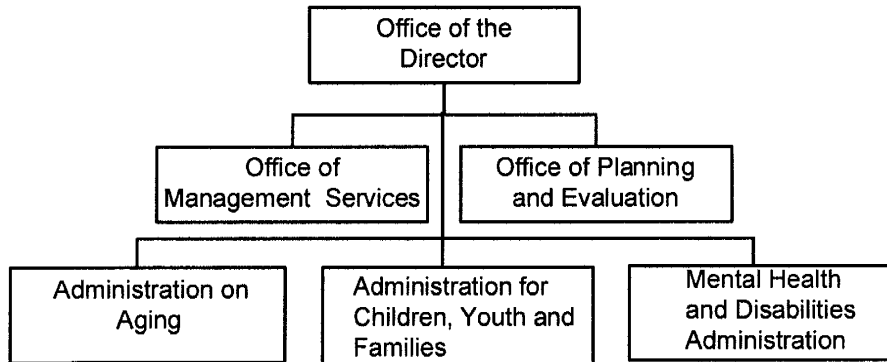 Office of the
Director
Office of
Management Services
Office of Planning
and Evaluation
Administration on
Aging
Administration for
Children, Youth and
Families
Mental Health
and Disabilities
Administration